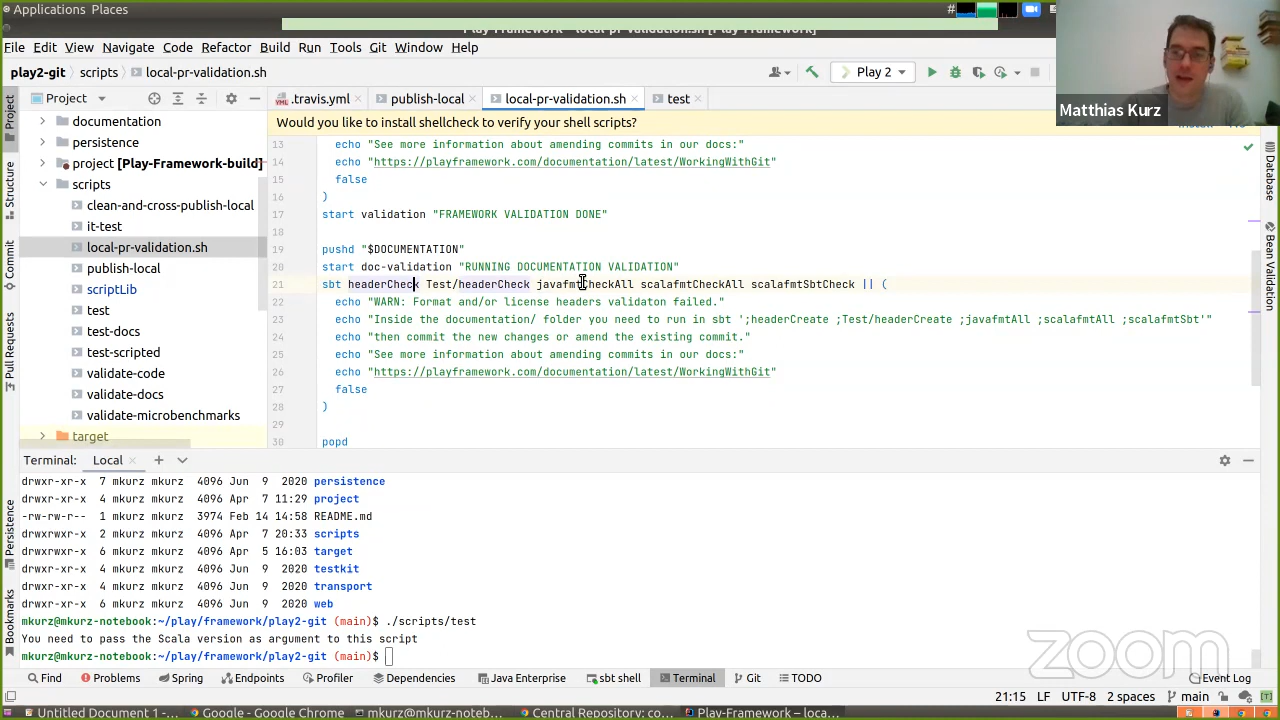 Applications Places
Play-Framework – local-pr-validation.sh [Play-Framework]
File Edit View Navigate Code Refactor Build Run Tools Git Window Help
play2-git scripts local-pr-validation.sh
Play 2
Matthias Kurz
Project
.travis.yml publish-local local-pr-validation.sh test
Would you like to install shellcheck to verify your shell scripts?
documentation
persistence
project [Play-Framework-build]
scripts
clean-and-cross-publish-local
it-test
local-pr-validation.sh
publish-local
scriptLib
test
test-docs
test-scripted
validate-code
validate-docs
validate-microbenchmarks
target
13 echo "See more information about amending commits in our docs:"
14 echo "https://playframework.com/documentation/latest/WorkingWithGit"
15 false
16 )
17 start validation "FRAMEWORK VALIDATION DONE"
18
19 pushd "$DOCUMENTATION"
20 start doc-validation "RUNNING DOCUMENTATION VALIDATION"
21 sbt headerCheck Test/headerCheck javafmtCheckAll scalafmtCheckAll scalafmtSbtCheck || (
22 echo "WARN: Format and/or license headers validaton failed."
23 echo "Inside the documentation/ folder you need to run in sbt ';headerCreate ;Test/headerCreate ;javafmtAll ;scalafmtAll ;scalafmtSbt'"
24 echo "then commit the new changes or amend the existing commit."
25 echo "See more information about amending commits in our docs:"
26 echo "https://playframework.com/documentation/latest/WorkingWithGit"
27 false
28 )
29
30 popd
Project
Structure
Commit
Pull Requests
Persistence
Bookmarks
Database
Bean Validation
Terminal: Local
drwxr-xr-x 7 mkurz mkurz 4096 Jun 9 2020 persistence
drwxr-xr-x 4 mkurz mkurz 4096 Apr 7 11:29 project
-rw-rw-r-- 1 mkurz mkurz 3974 Feb 14 14:58 README.md
drwxrwxr-x 2 mkurz mkurz 4096 Apr 7 20:33 scripts
drwxrwxr-x 6 mkurz mkurz 4096 Apr 5 16:03 target
drwxr-xr-x 4 mkurz mkurz 4096 Jun 9 2020 testkit
drwxr-xr-x 4 mkurz mkurz 4096 Jun 9 2020 transport
drwxr-xr-x 6 mkurz mkurz 4096 Jun 9 2020 web
mkurz@mkurz-notebook:~/play/framework/play2-git (main)$ ./scripts/test
You need to pass the Scala version as argument to this script
mkurz@mkurz-notebook:~/play/framework/play2-git (main)$
zoom
Find Problems Spring Endpoints Profiler Dependencies Java Enterprise sbt shell Terminal Git TODO Event Log
21:15 LF UTF-8 2 spaces main
Untitled Document 1 -... Google - Google Chrome mkurz@mkurz-noteb... Central Repository: co... Play-Framework – loca...